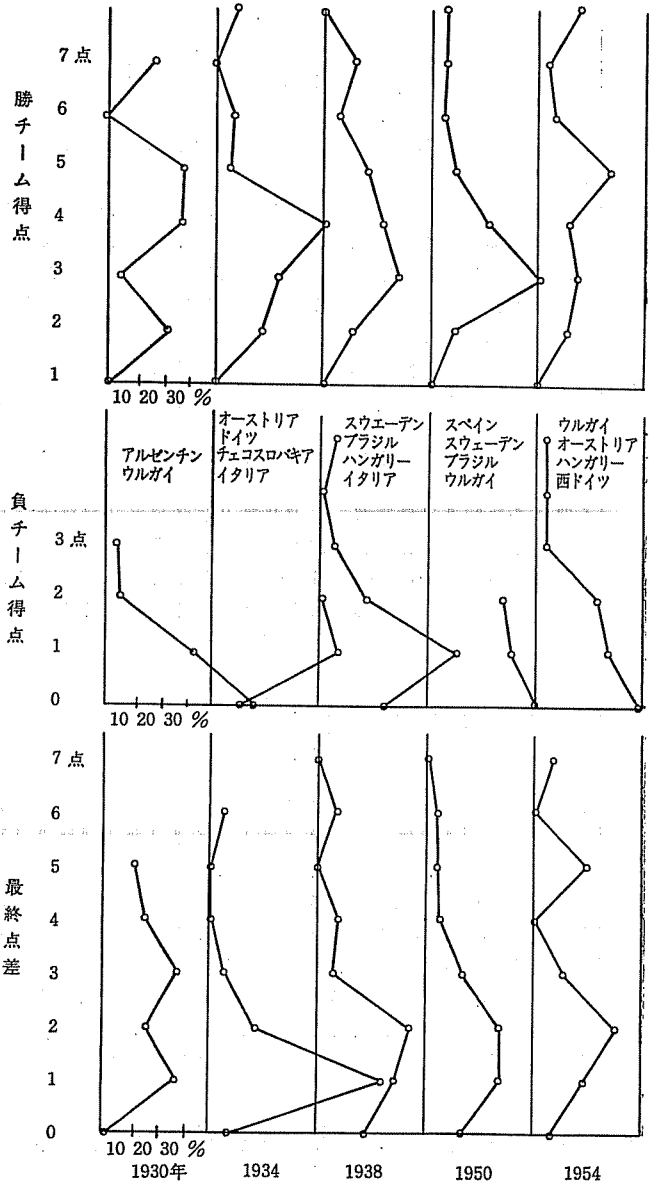 勝チーム得点
7点
6
5
4
3
2
1
10 20 30 %
負チーム得点
アルゼンチン
ウルガイ
オーストリア
ドイツ
チェコスロバキア
イタリア
スウエーデン
ブラジル
ハンガリー
イタリア
スペイン
スウェーデン
ブラジル
ウルガイ
ウルガイ
オーストリア
ハンガリー
西ドイツ
3点
2
1
0
10 20 30 %
最終点差
7点
6
5
4
3
2
1
0
10 20 30 %
1930年 1934 1938 1950 1954